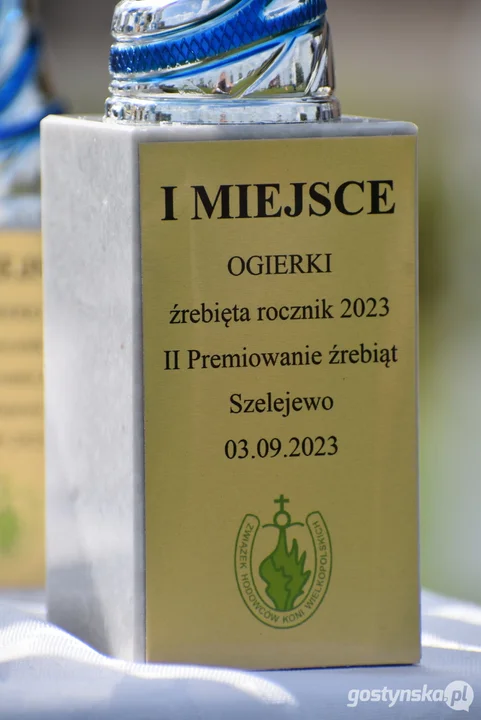 I MIEJSCE
OGIERKI
źrebięta rocznik 2023
II Premiowanie źrebiąt
Szelejewo
03.09.2023
ZWIĄZEK HODOWCÓW KONI WIELKOPOLSKICH
gostynska.pl